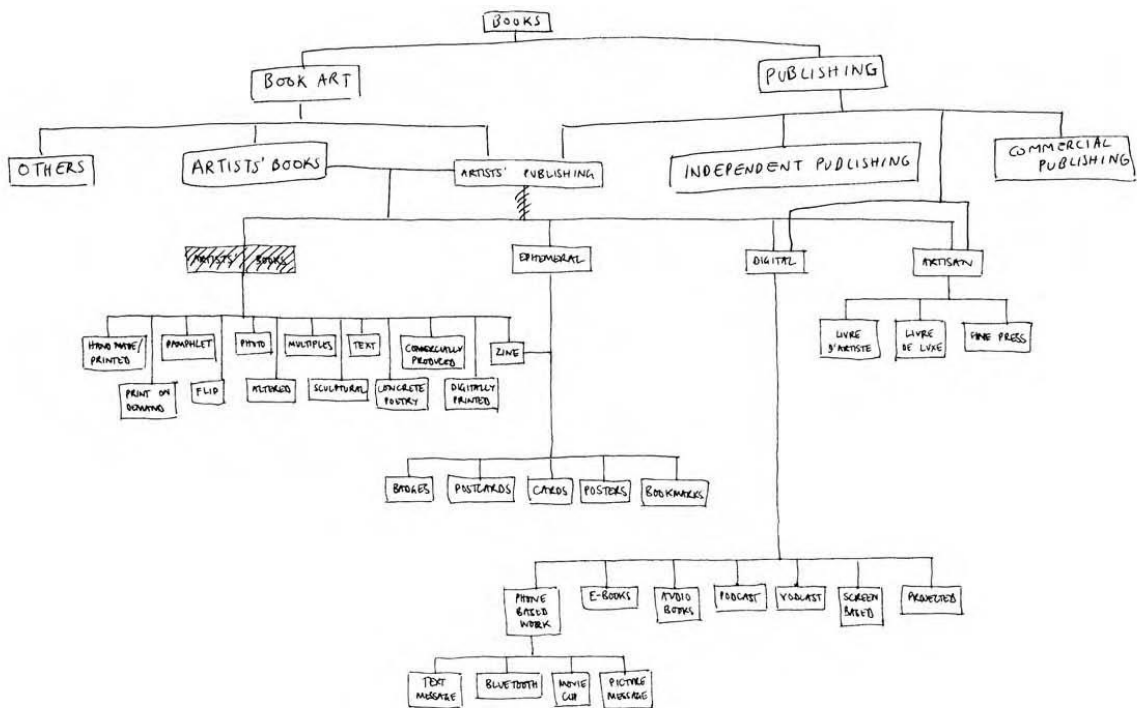 BOOKS
BOOK ART
PUBLISHING
OTHERS
ARTISTS' BOOKS
ARTISTS' PUBLISHING
INDEPENDENT PUBLISHING
COMMERCIAL
PUBLISHING
ARTISTS' BOOKS
EPHEMERAL
DIGITAL
ARTISAN
HAND MADE/
PRINTED
PAMPHLET
PHOTO
MULTIPLES
TEXT
COMMERCIALLY
PRODUCED
ZINE
LIVRE
D'ARTISTE
LIVRE
DE LUXE
FINE PRESS
PRINT ON
DEMAND
FLIP
ALTERED
SCULPTURAL
CONCRETE
POETRY
DIGITALLY
PRINTED
BADGES
POSTCARDS
CARDS
POSTERS
BOOKMARKS
PHONE
BASED
WORK
E-BOOKS
AUDIO
BOOKS
PODCAST
VODCAST
SCREEN
BASED
PROJECTED
TEXT
MESSAGE
BLUETOOTH
MOVIE
CLIP
PICTURE
MESSAGE